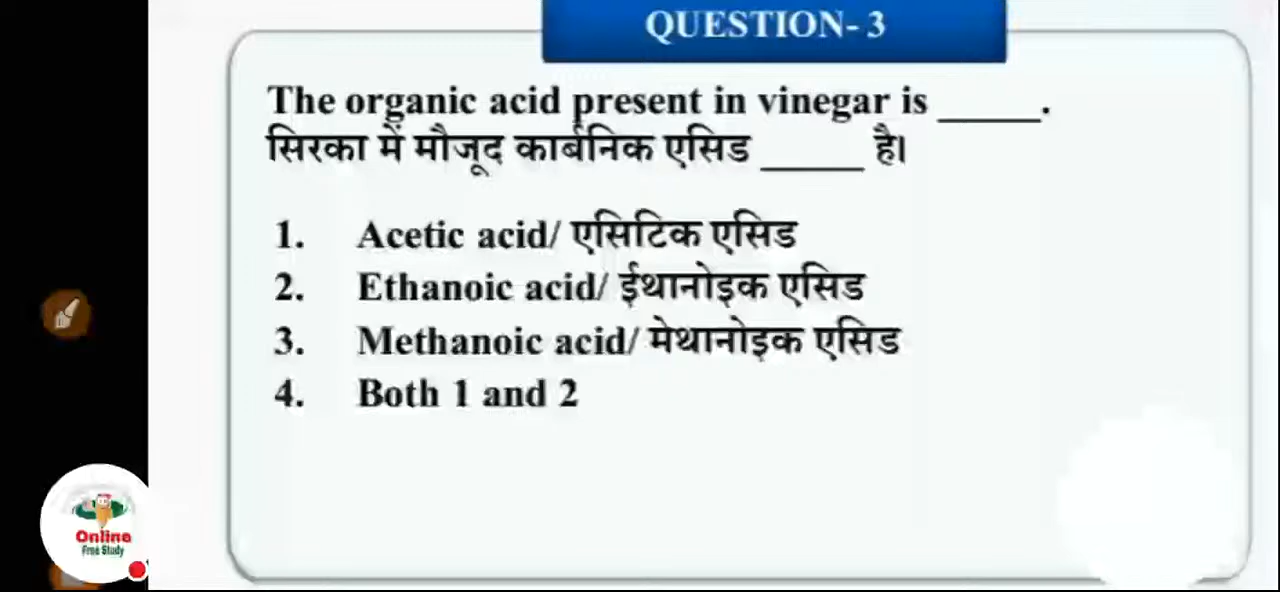 QUESTION- 3
The organic acid present in vinegar is _____.
सिरका में मौजूद कार्बनिक एसिड _____ है।
1. Acetic acid/ एसिटिक एसिड
2. Ethanoic acid/ ईथानोइक एसिड
3. Methanoic acid/ मेथानोइक एसिड
4. Both 1 and 2
Online
Free Study